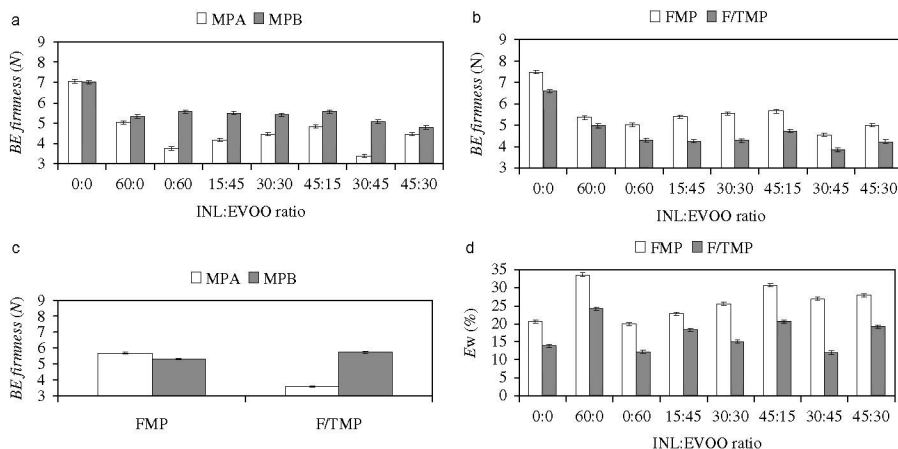 a
MPA MPB
BE firmness (N)
9
8
7
6
5
4
3
0:0 60:0 0:60 15:45 30:30 45:15 30:45 45:30
INL:EVOO ratio
b
FMP F/TMP
BE firmness (N)
9
8
7
6
5
4
3
0:0 60:0 0:60 15:45 30:30 45:15 30:45 45:30
INL:EVOO ratio
c
MPA MPB
BE firmness (N)
9
8
7
6
5
4
3
FMP F/TMP
d
FMP F/TMP
Ew (%)
35
30
25
20
15
10
5
0
0:0 60:0 0:60 15:45 30:30 45:15 30:45 45:30
INL:EVOO ratio